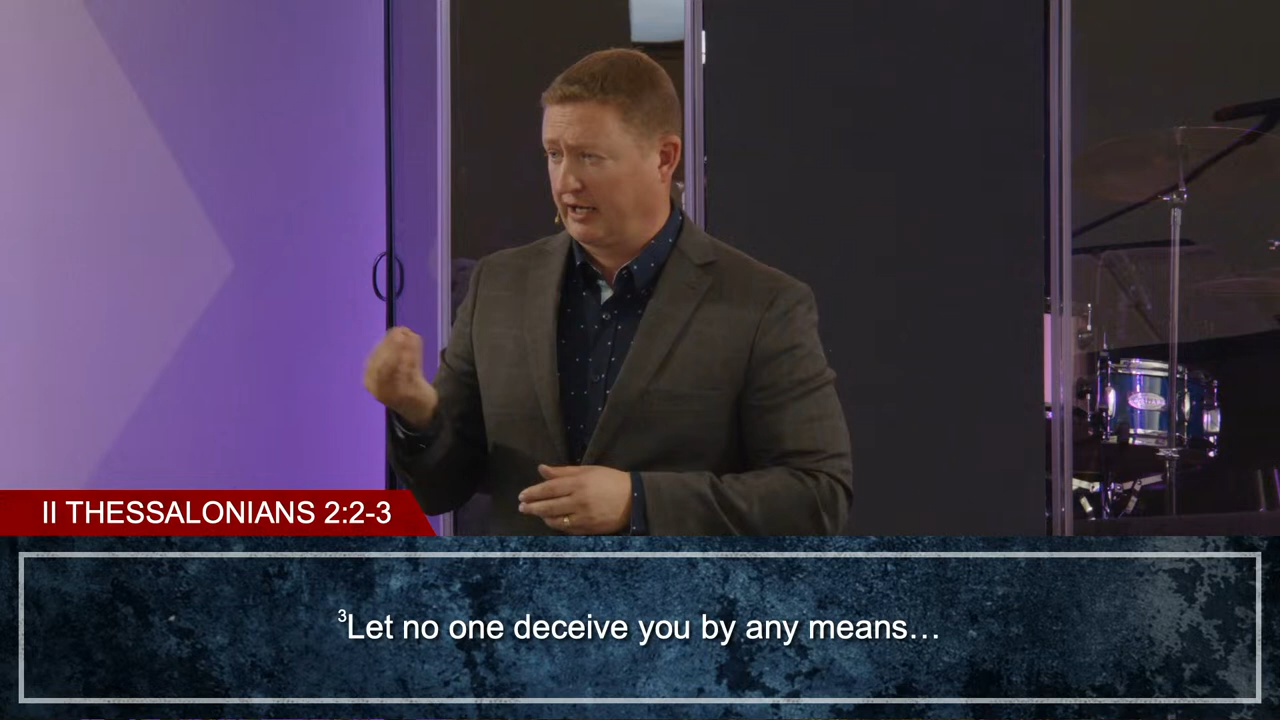 II THESSALONIANS 2:2-3
³Let no one deceive you by any means…